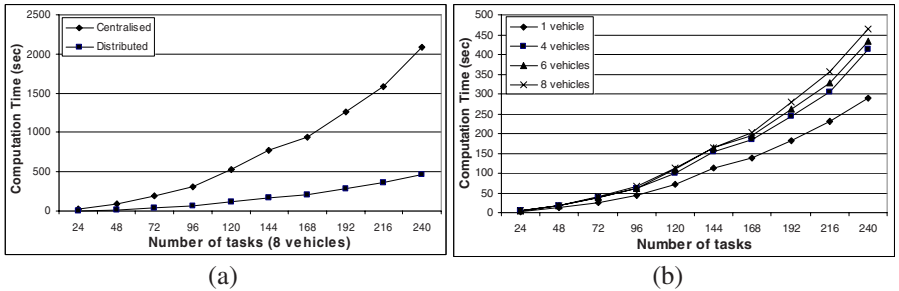 2500
2000
1500
1000
500
0
Computation Time (sec)
Centralised
Distributed
24 48 72 96 120 144 168 192 216 240
Number of tasks (8 vehicles)
(a)
500
450
400
350
300
250
200
150
100
50
0
Computation Time (sec)
1 vehicle
4 vehicles
6 vehicles
8 vehicles
24 48 72 96 120 144 168 192 216 240
Number of tasks
(b)